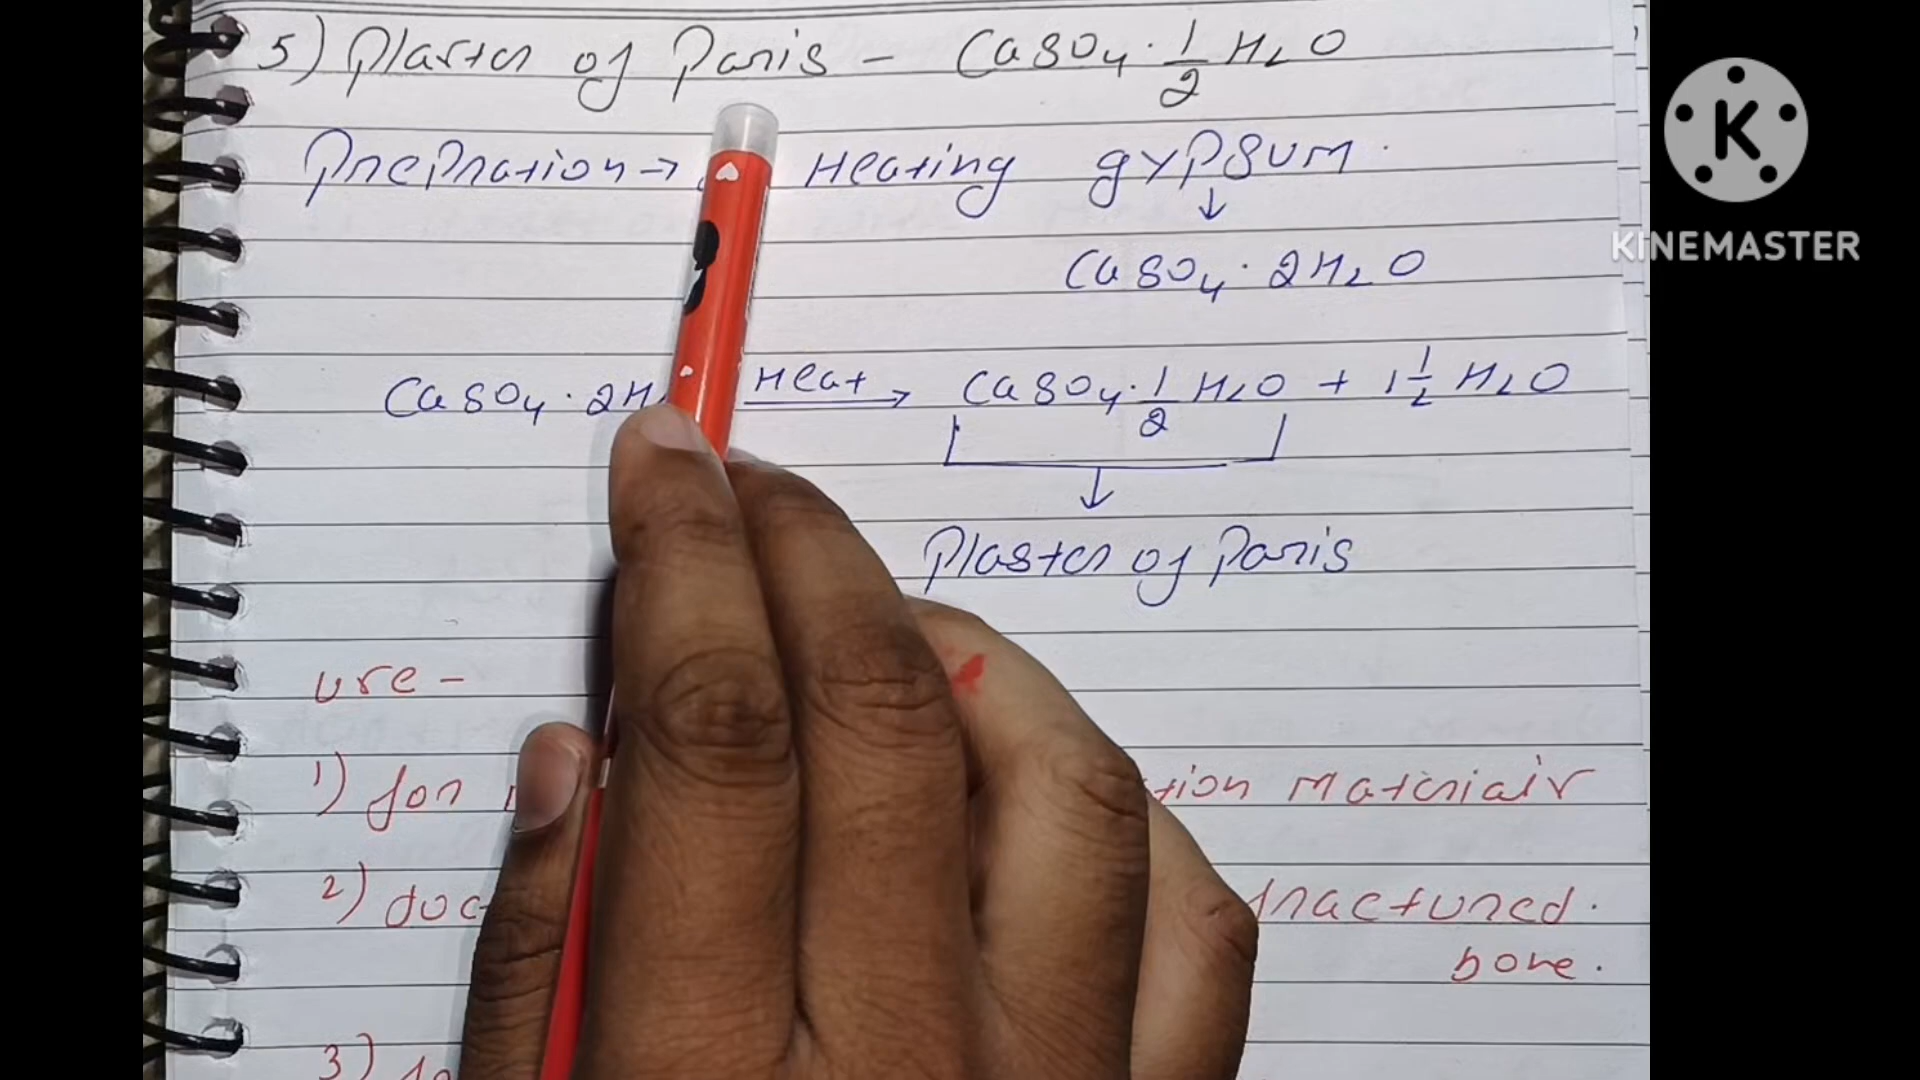 5) Plaster of Paris - CaSO4 . 1/2 H2O
Prepration → Heating gypsum.
↓
CaSO4 . 2H2O
CaSO4 . 2H Heat → CaSO4 . 1/2 H2O + 1 1/2 H2O
↓
Plaster of Paris
use -
1) for tion Materials
2) doc fractured.
bone.
3)
K
KINEMASTER